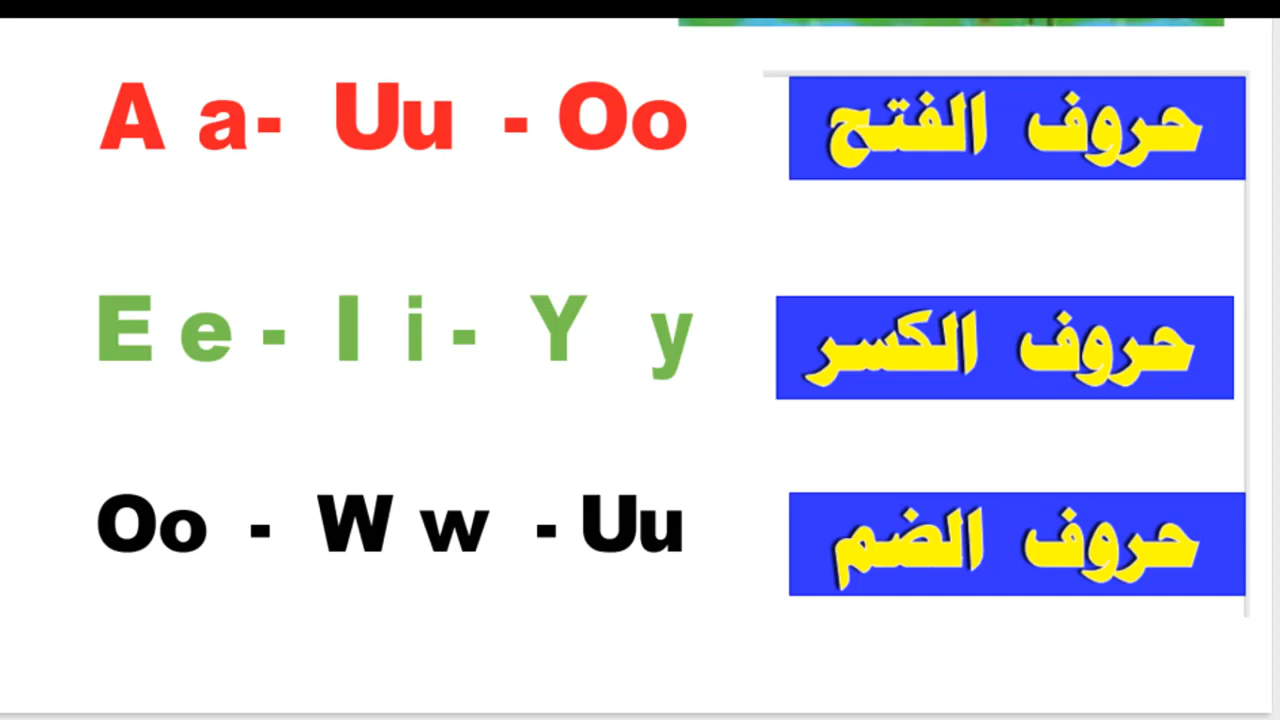 A a- Uu - Oo حروف الفتح
E e - I i - Y y حروف الكسر
Oo - W w - Uu حروف الضم